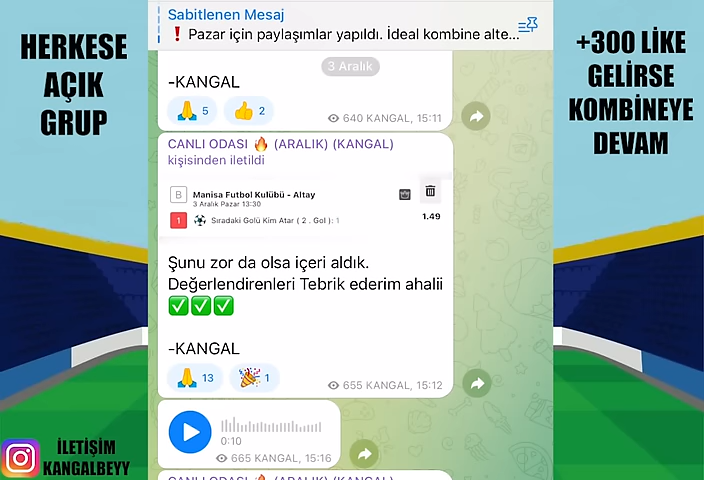 HERKESE
AÇIK
GRUP
+300 LİKE
GELİRSE
KOMBİNEYE
DEVAM
Sabitlenen Mesaj
❗ Pazar için paylaşımlar yapıldı. İdeal kombine alte...
3 Aralık
-KANGAL
🙏 5 👍 2
640 KANGAL, 15:11
CANLI ODASI 🔥 (ARALIK) (KANGAL)
kişisinden iletildi
B Manisa Futbol Kulübü - Altay
3 Aralık Pazar 13:30
1.49
1 ⚽ Sıradaki Golü Kim Atar ( 2 . Gol ): 1
Şunu zor da olsa içeri aldık.
Değerlendirenleri Tebrik ederim ahalii
✅✅✅
-KANGAL
🙏 13 🎉 1
655 KANGAL, 15:12
0:10
665 KANGAL, 15:16
CANLI ODASI 🔥 (ARALIK) (KANGAL)
İLETİŞİM
KANGALBEYY